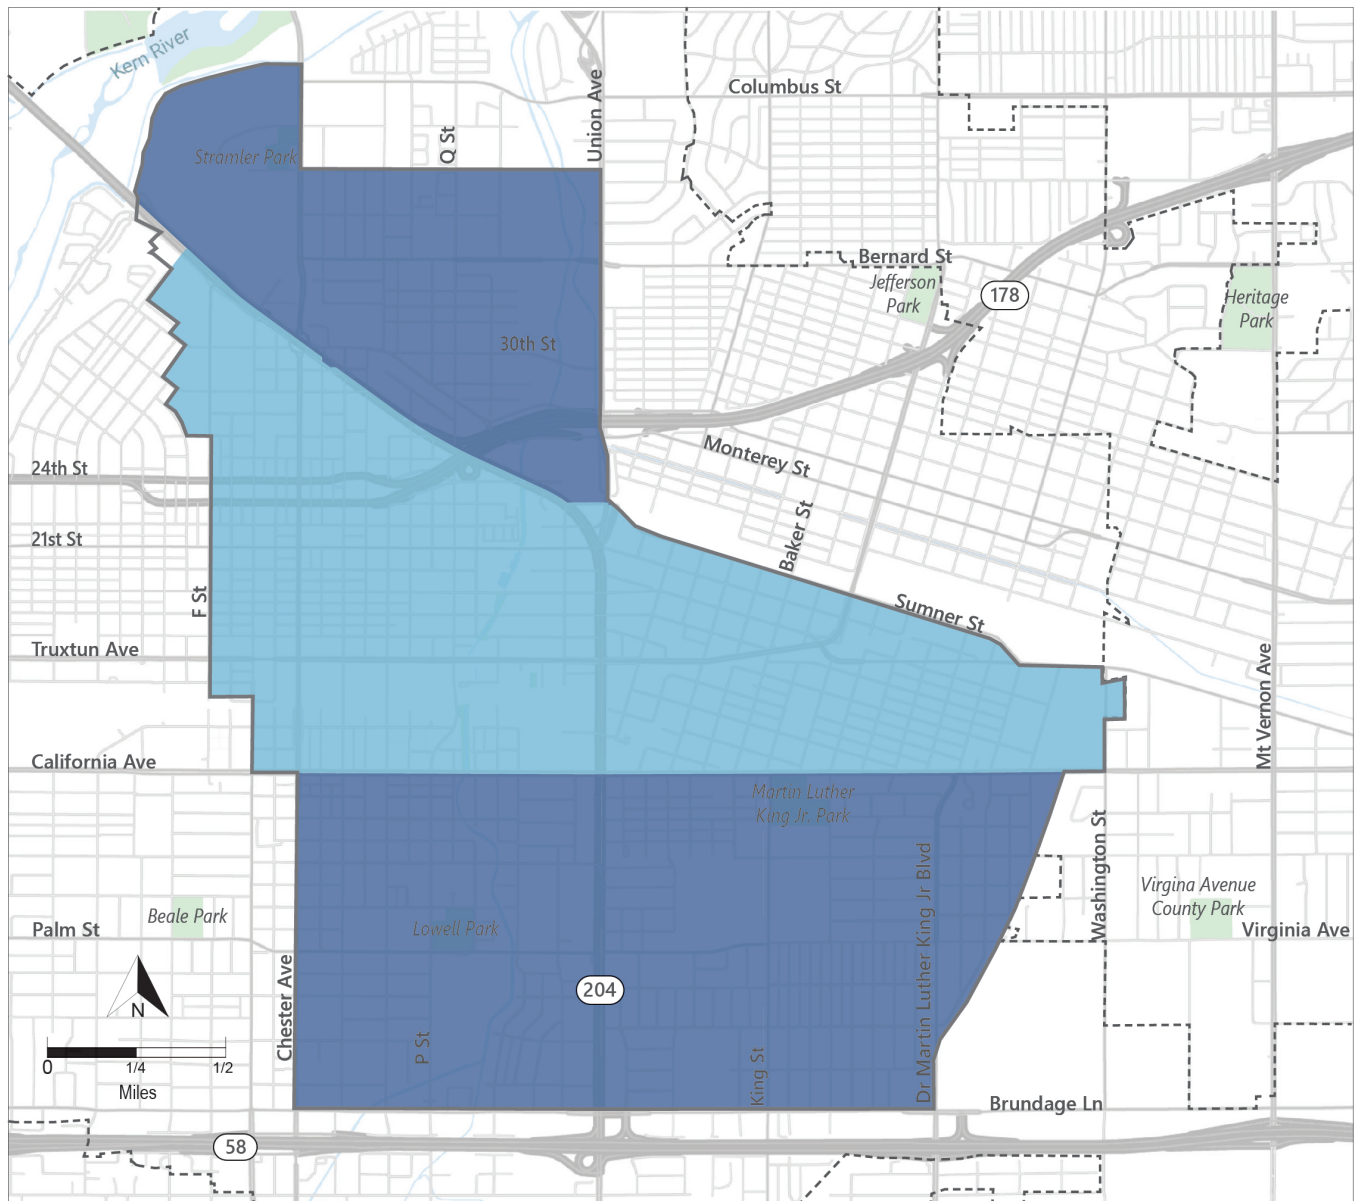 Kern River
Columbus St
Union Ave
Q St
Stramler Park
Bernard St
Jefferson
Park
178
Heritage
Park
30th St
Monterey St
24th St
21st St
Baker St
F St
Sumner St
Truxtun Ave
Mt Vernon Ave
California Ave
Martin Luther
King Jr. Park
Washington St
Dr Martin Luther King Jr Blvd
Virgina Avenue
County Park
Beale Park
Lowell Park
Palm St
Virginia Ave
Chester Ave
204
N
P St
King St
0 1/4 1/2
Miles
Brundage Ln
58